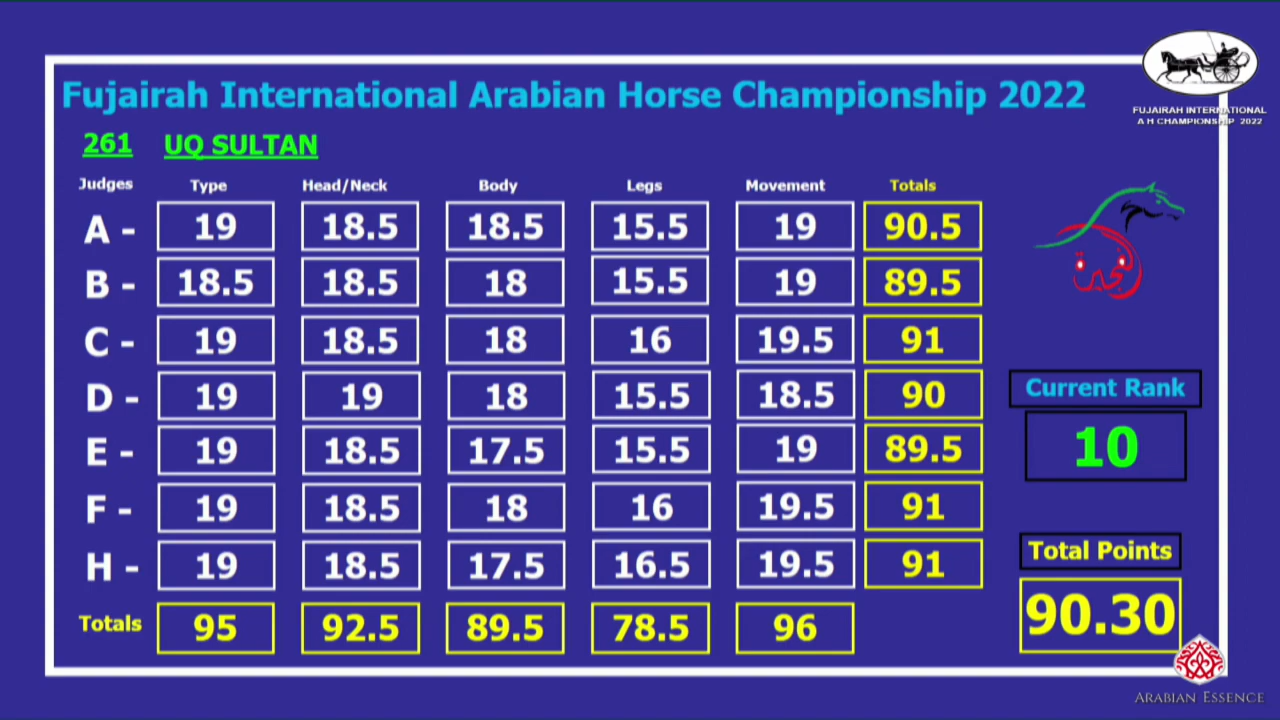 Fujairah International Arabian Horse Championship 2022
FUJAIRAH INTERNATIONAL
A H CHAMPIONSHIP 2022
261 UQ SULTAN
Judges Type Head/Neck Body Legs Movement Totals
A - 19 18.5 18.5 15.5 19 90.5
B - 18.5 18.5 18 15.5 19 89.5
الفجيرة
C - 19 18.5 18 16 19.5 91
D - 19 19 18 15.5 18.5 90
Current Rank
10
E - 19 18.5 17.5 15.5 19 89.5
F - 19 18.5 18 16 19.5 91
H - 19 18.5 17.5 16.5 19.5 91
Total Points
90.30
Totals 95 92.5 89.5 78.5 96
ARABIAN ESSENCE